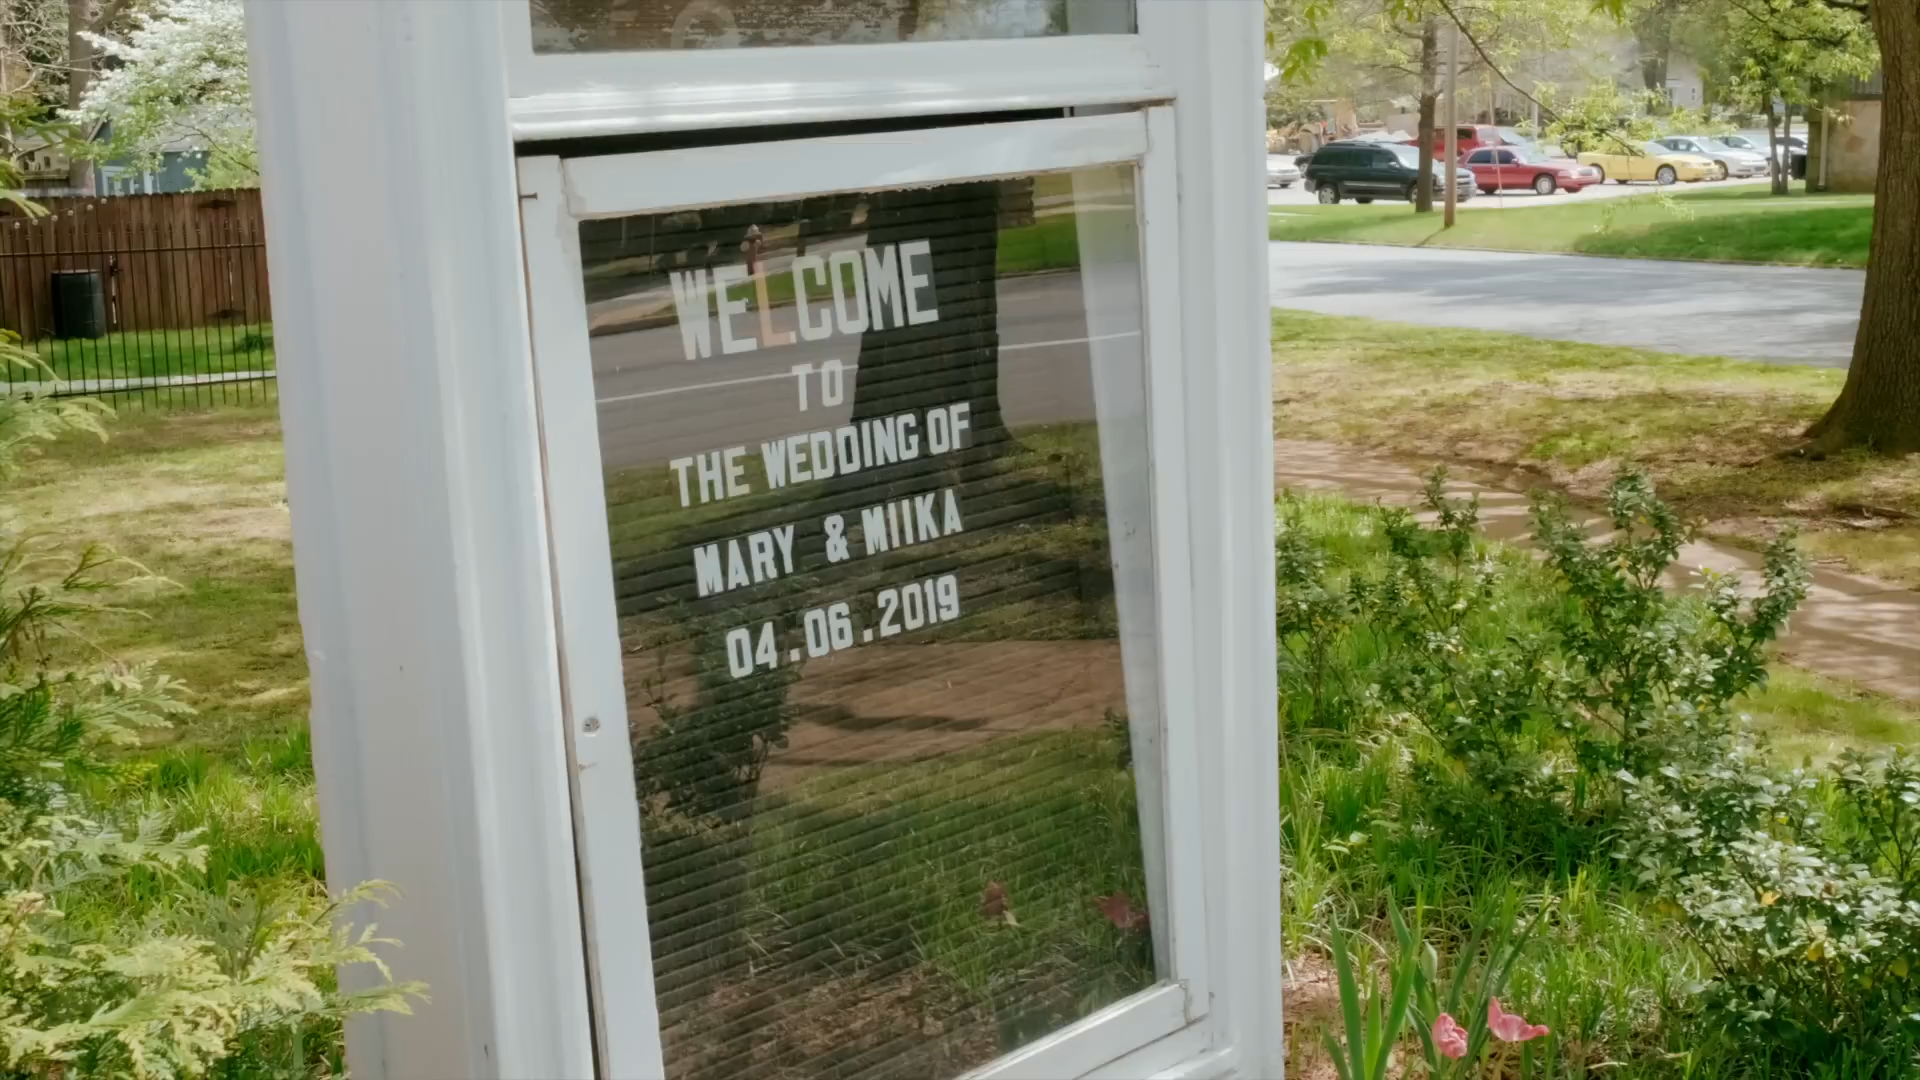 WELCOME
TO
THE WEDDING OF
MARY & MIIKA
04.06.2019